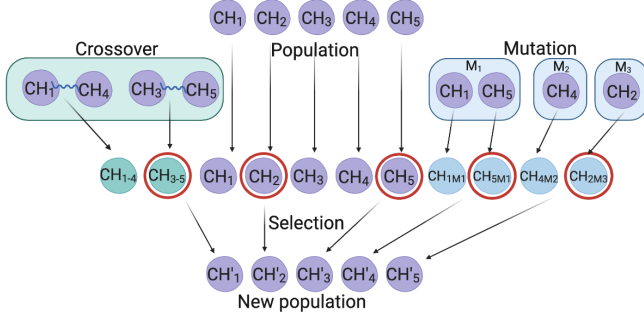 CH1 CH2 CH3 CH4 CH5
Crossover Population Mutation
M1 M2 M3
CH1 CH4 CH3 CH5 CH1 CH5 CH4 CH2
CH1-4 CH3-5 CH1 CH2 CH3 CH4 CH5 CH1M1 CH5M1 CH4M2 CH2M3
Selection
CH'1 CH'2 CH'3 CH'4 CH'5
New population